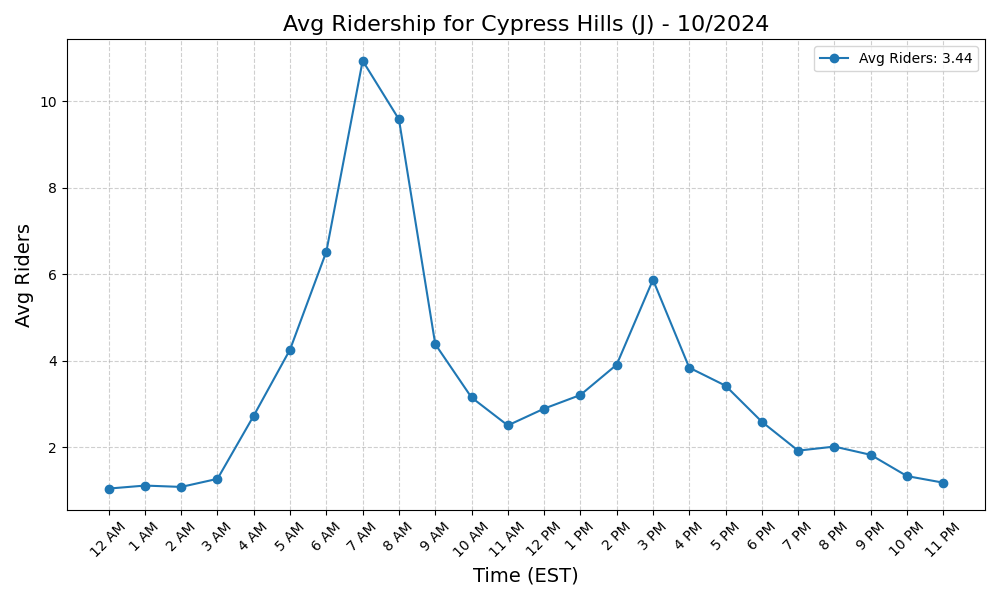 Avg Ridership for Cypress Hills (J) - 10/2024
Avg Riders: 3.44
Avg Riders
10
8
6
4
2
12 AM
1 AM
2 AM
3 AM
4 AM
5 AM
6 AM
7 AM
8 AM
9 AM
10 AM
11 AM
12 PM
1 PM
2 PM
3 PM
4 PM
5 PM
6 PM
7 PM
8 PM
9 PM
10 PM
11 PM
Time (EST)